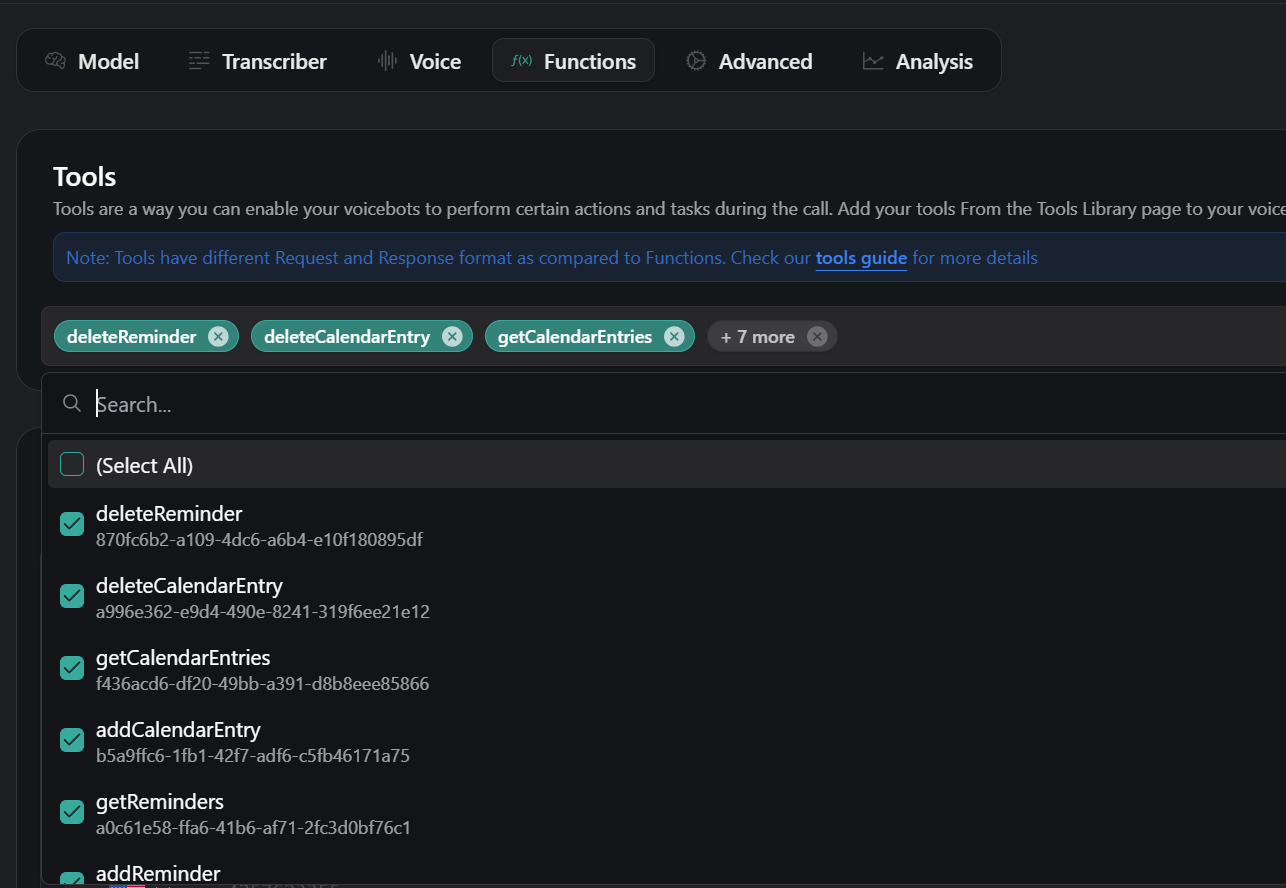 Model
Transcriber
Voice
f(x) Functions
Advanced
Analysis
Tools
Tools are a way you can enable your voicebots to perform certain actions and tasks during the call. Add your tools From the Tools Library page to your voice
Note: Tools have different Request and Response format as compared to Functions. Check our tools guide for more details
deleteReminder
deleteCalendarEntry
getCalendarEntries
+ 7 more
Search...
(Select All)
deleteReminder
870fc6b2-a109-4dc6-a6b4-e10f180895df
deleteCalendarEntry
a996e362-e9d4-490e-8241-319f6ee21e12
getCalendarEntries
f436acd6-df20-49bb-a391-d8b8eee85866
addCalendarEntry
b5a9ffc6-1fb1-42f7-adf6-c5fb46171a75
getReminders
a0c61e58-ffa6-41b6-af71-2fc3d0bf76c1
addReminder